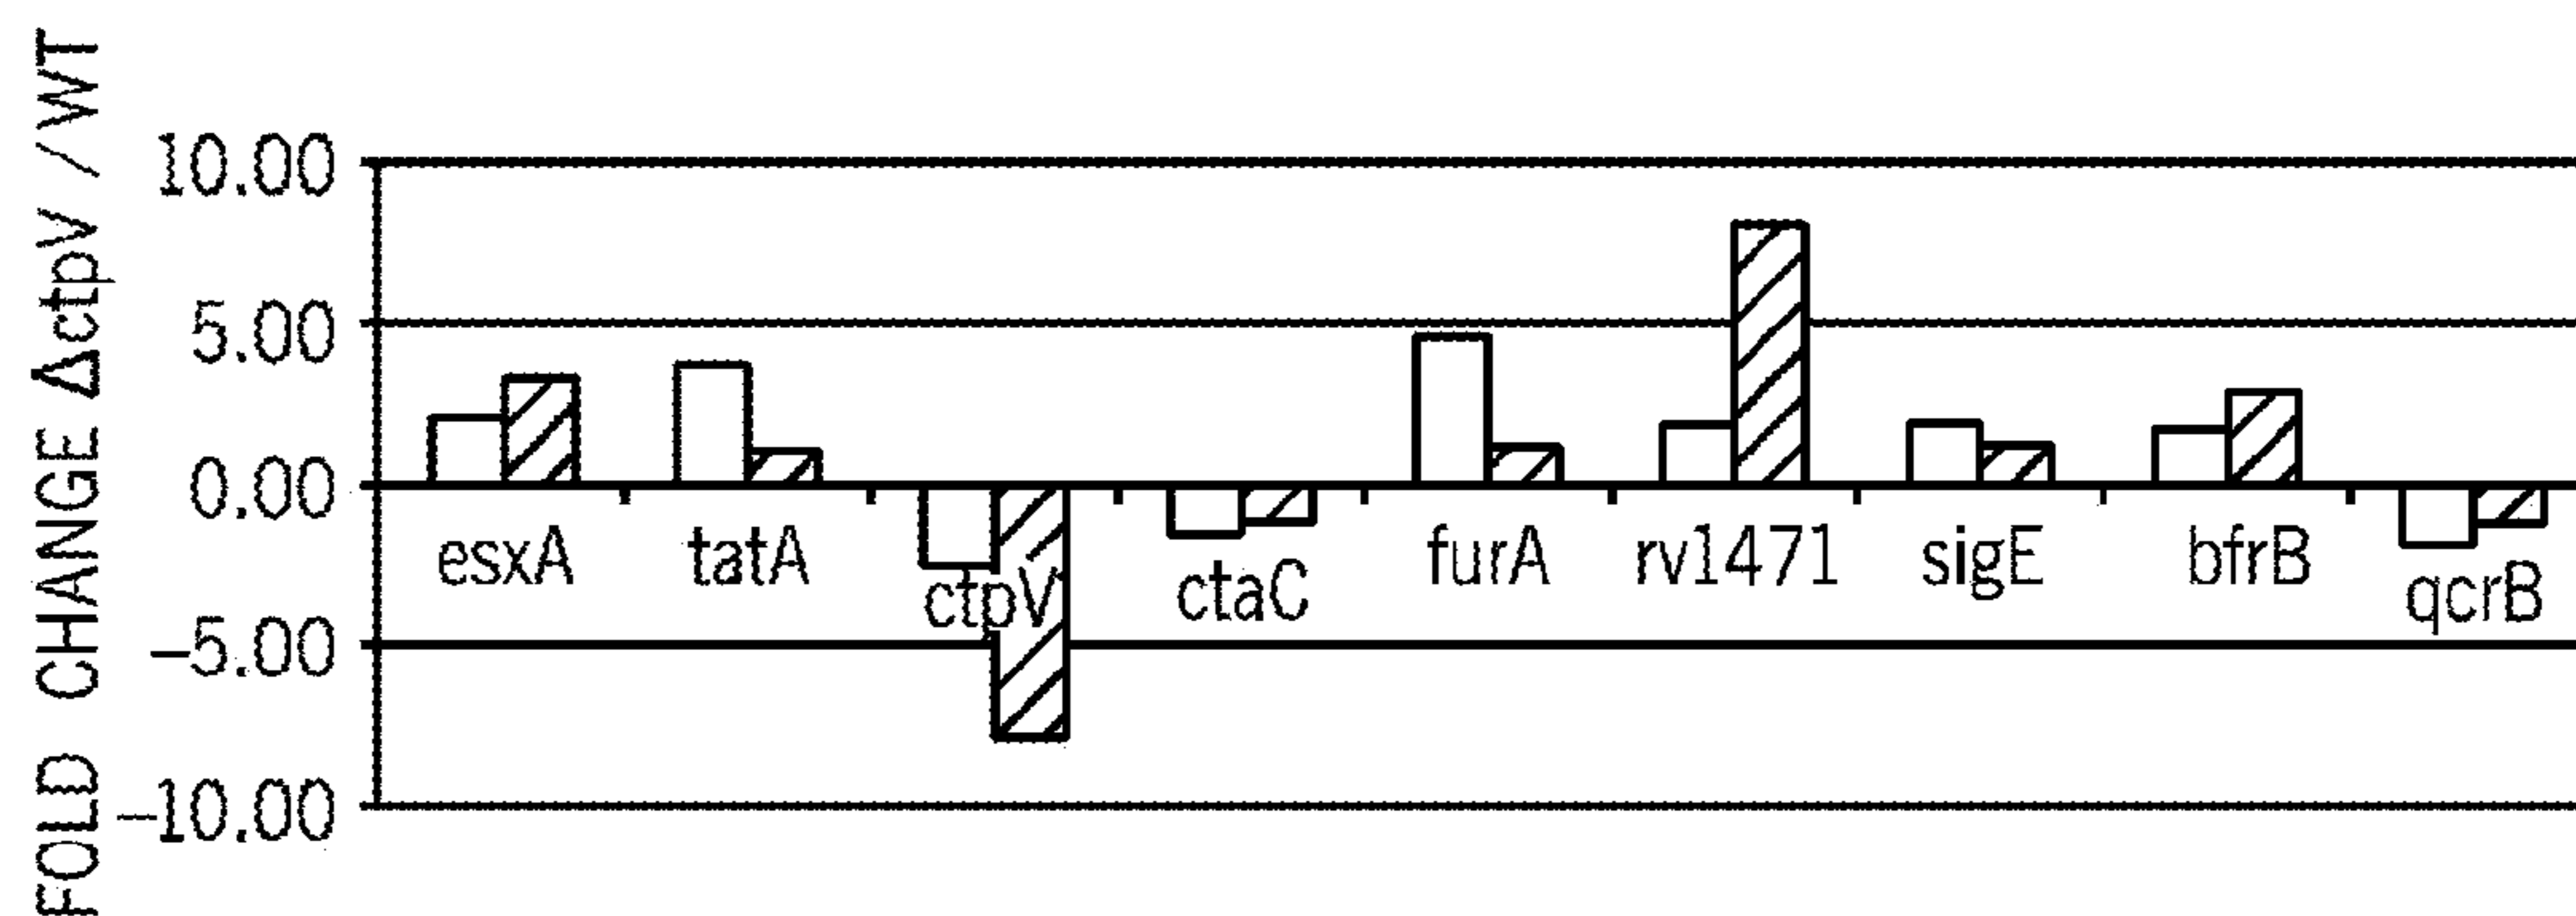 FOLD CHANGE ΔctpV /WT
10.00
5.00
0.00
–5.00
–10.00
esxA tatA ctpV ctaC furA rv1471 sigE bfrB qcrB